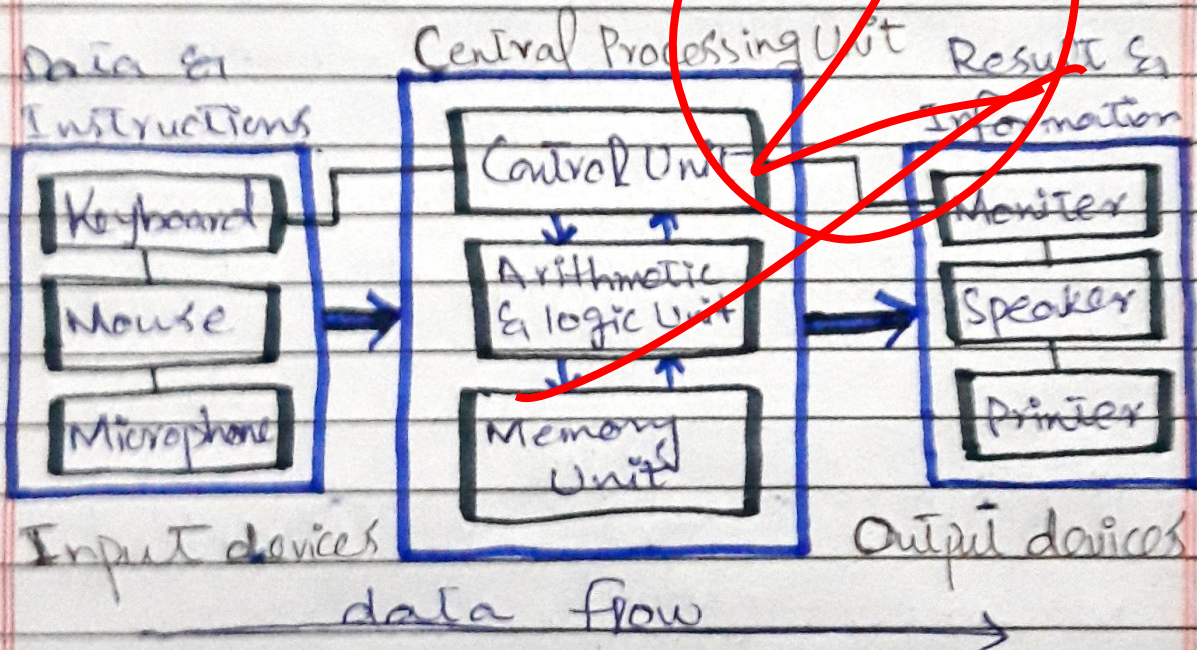 Data &
Instructions
Central Processing Unit
Result &
Information
Keyboard
Mouse
Microphone
Input devices
Control Unit
Arithmetic
& logic Unit
Memory
Unit
Moniter
Speaker
Printer
Output devices
data flow